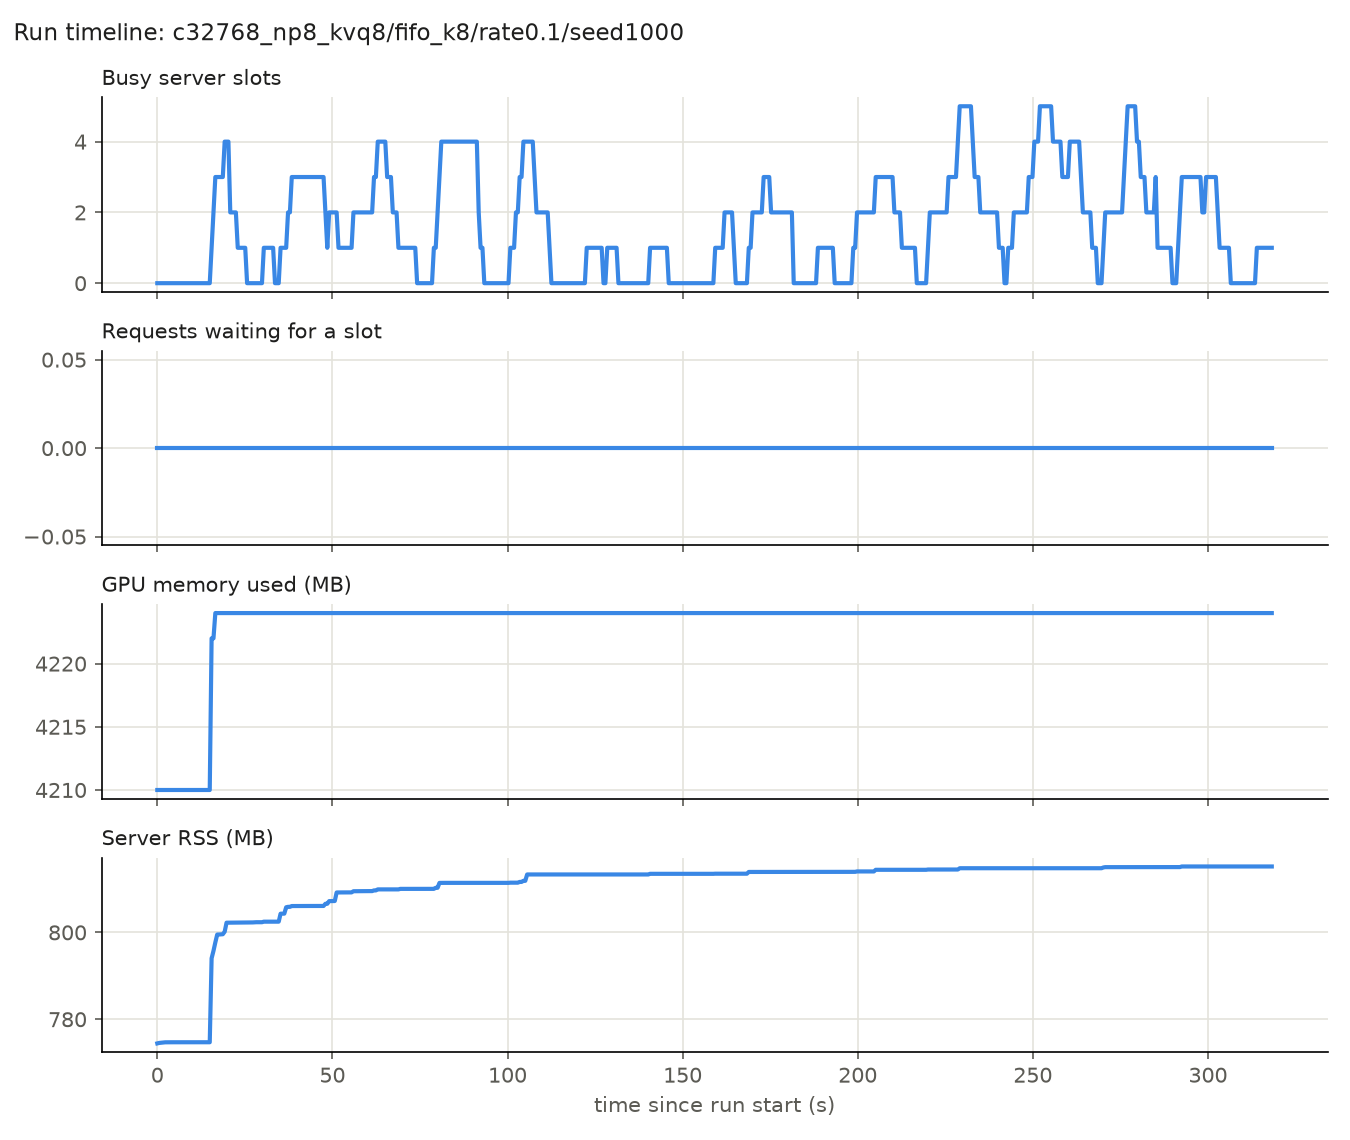 Run timeline: c32768_np8_kvq8/fifo_k8/rate0.1/seed1000
Busy server slots
4
2
0
Requests waiting for a slot
0.05
0.00
−0.05
GPU memory used (MB)
4220
4215
4210
Server RSS (MB)
800
780
0 50 100 150 200 250 300
time since run start (s)